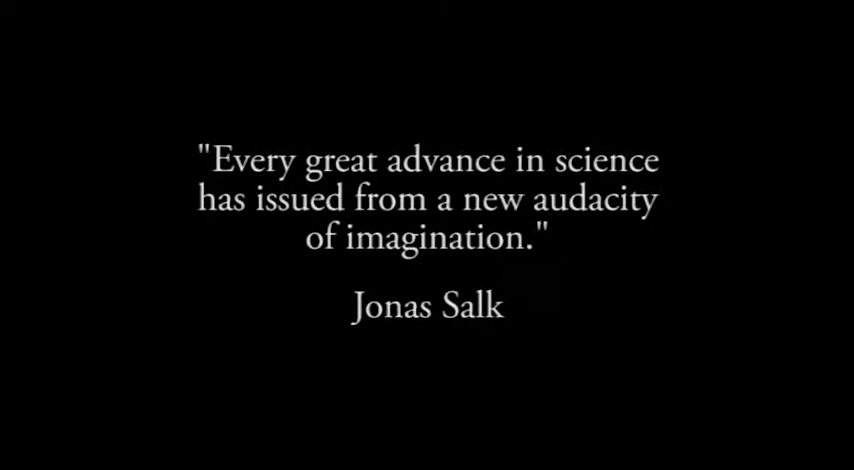 "Every great advance in science
has issued from a new audacity
of imagination."
Jonas Salk